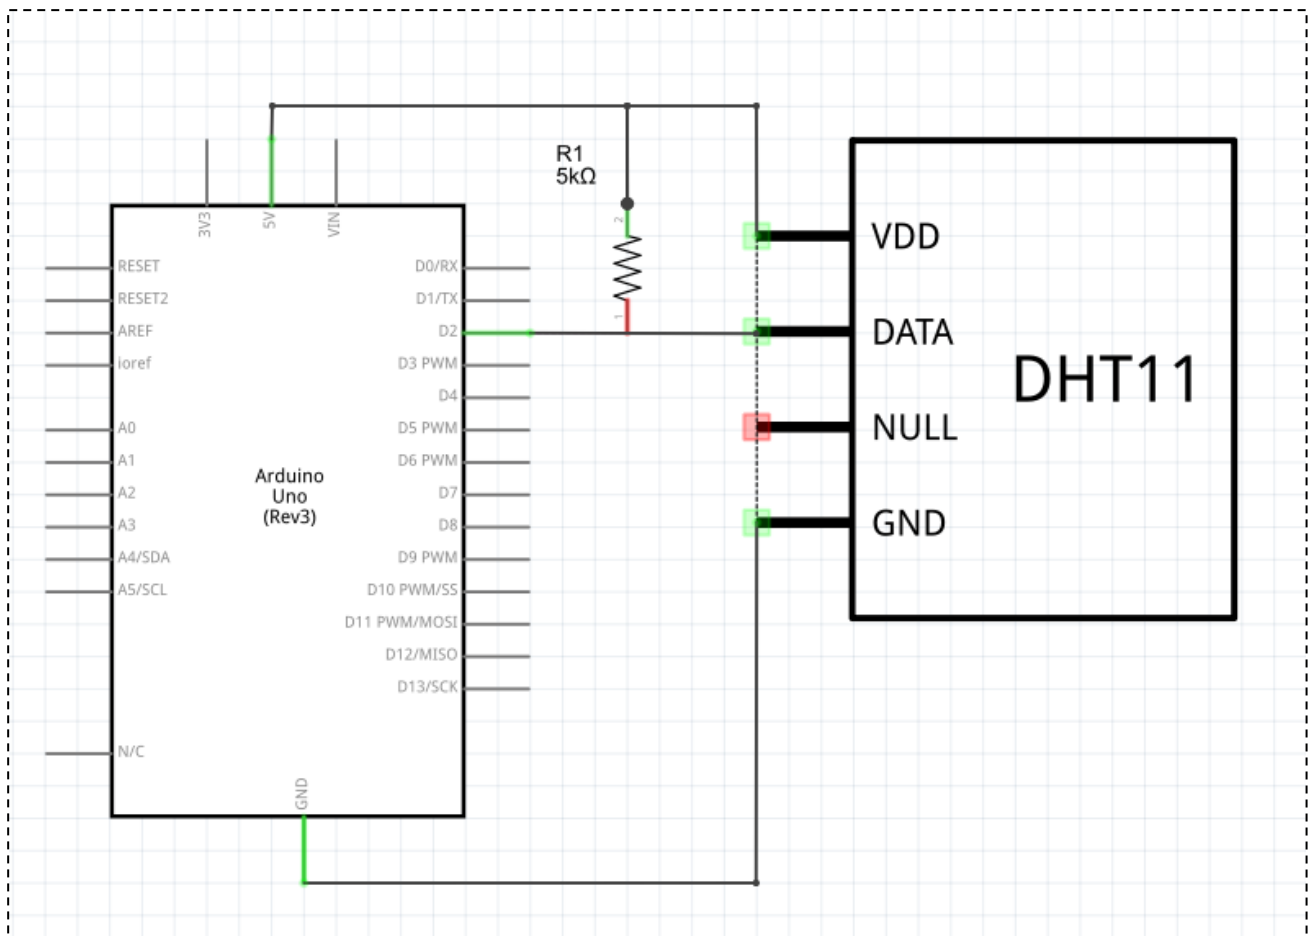 R1
5kΩ
2
1
3V3
5V
VIN
RESET
RESET2
AREF
ioref
A0
A1
A2
A3
A4/SDA
A5/SCL
N/C
Arduino
Uno
(Rev3)
GND
D0/RX
D1/TX
D2
D3 PWM
D4
D5 PWM
D6 PWM
D7
D8
D9 PWM
D10 PWM/SS
D11 PWM/MOSI
D12/MISO
D13/SCK
VDD
DATA
NULL
GND
DHT11